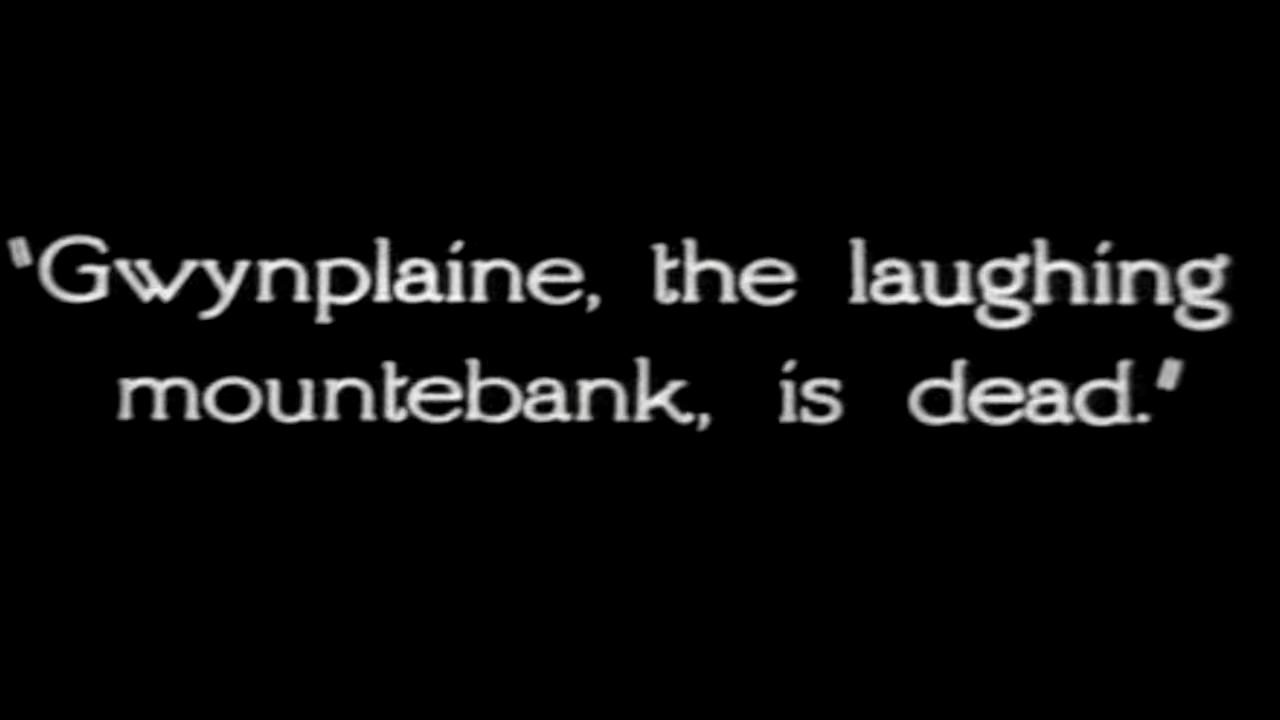 "Gwynplaine, the laughing
mountebank, is dead."